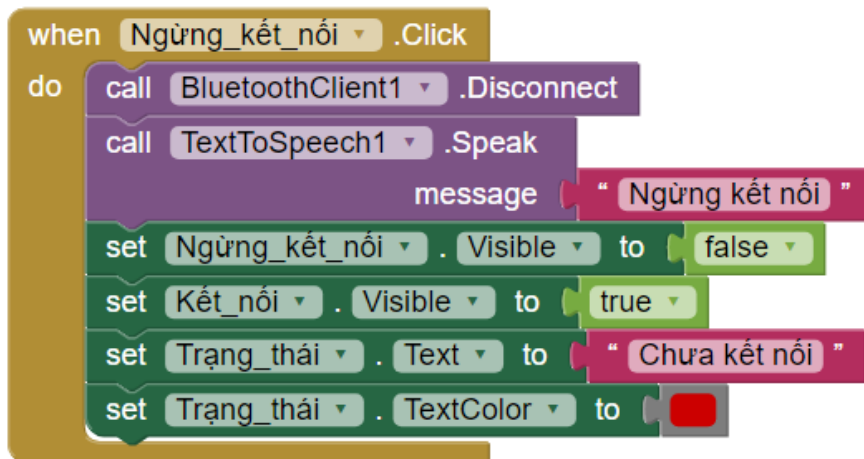 when Ngừng_kết_nối .Click
do call BluetoothClient1 .Disconnect
call TextToSpeech1 .Speak
message “ Ngừng kết nối ”
set Ngừng_kết_nối . Visible to false
set Kết_nối . Visible to true
set Trạng_thái . Text to “ Chưa kết nối ”
set Trạng_thái . TextColor to